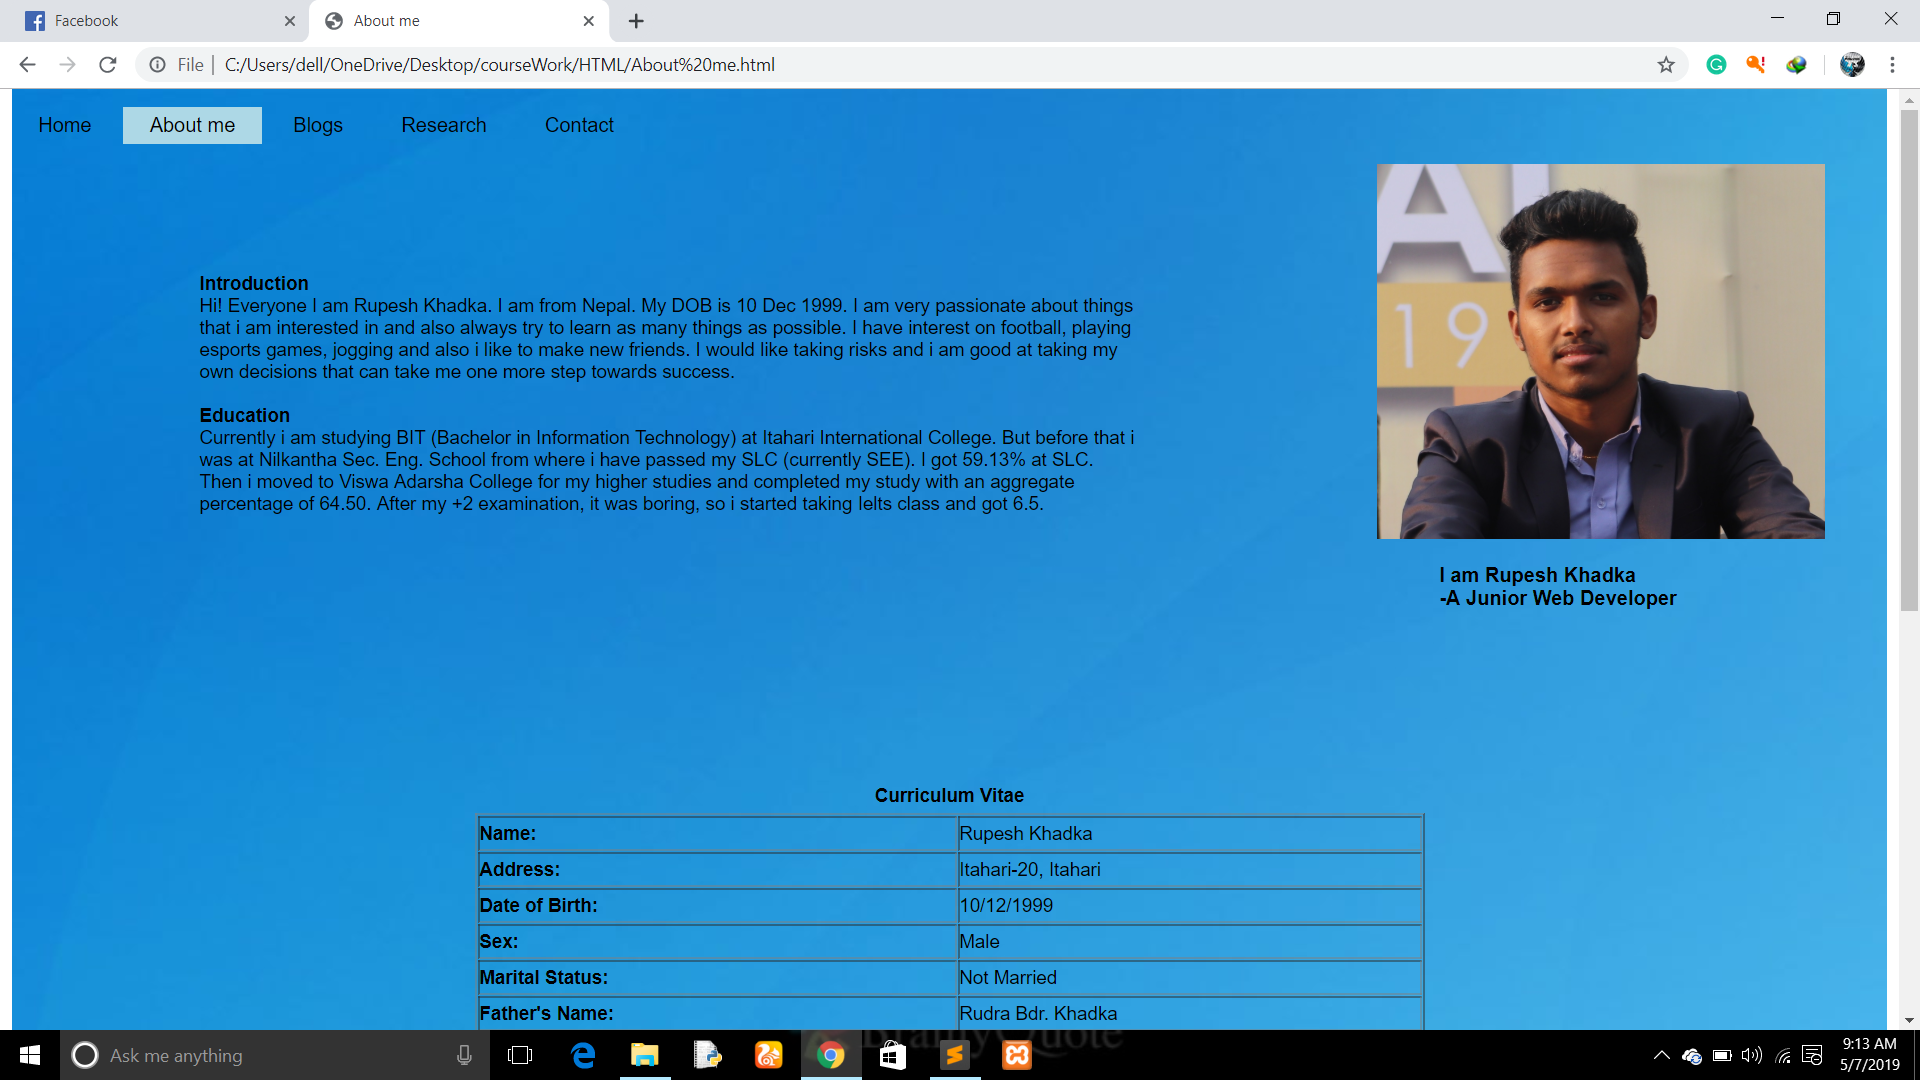 Facebook
About me
File
C:/Users/dell/OneDrive/Desktop/courseWork/HTML/About%20me.html
Home
About me
Blogs
Research
Contact
AI
19
Introduction
Hi! Everyone I am Rupesh Khadka. I am from Nepal. My DOB is 10 Dec 1999. I am very passionate about things
that i am interested in and also always try to learn as many things as possible. I have interest on football, playing
esports games, jogging and also i like to make new friends. I would like taking risks and i am good at taking my
own decisions that can take me one more step towards success.
Education
Currently i am studying BIT (Bachelor in Information Technology) at Itahari International College. But before that i
was at Nilkantha Sec. Eng. School from where i have passed my SLC (currently SEE). I got 59.13% at SLC.
Then i moved to Viswa Adarsha College for my higher studies and completed my study with an aggregate
percentage of 64.50. After my +2 examination, it was boring, so i started taking Ielts class and got 6.5.
I am Rupesh Khadka
-A Junior Web Developer
Curriculum Vitae
Name: Rupesh Khadka
Address: Itahari-20, Itahari
Date of Birth: 10/12/1999
Sex: Male
Marital Status: Not Married
Father's Name: Rudra Bdr. Khadka
BrainyQuote
Ask me anything
9:13 AM
5/7/2019